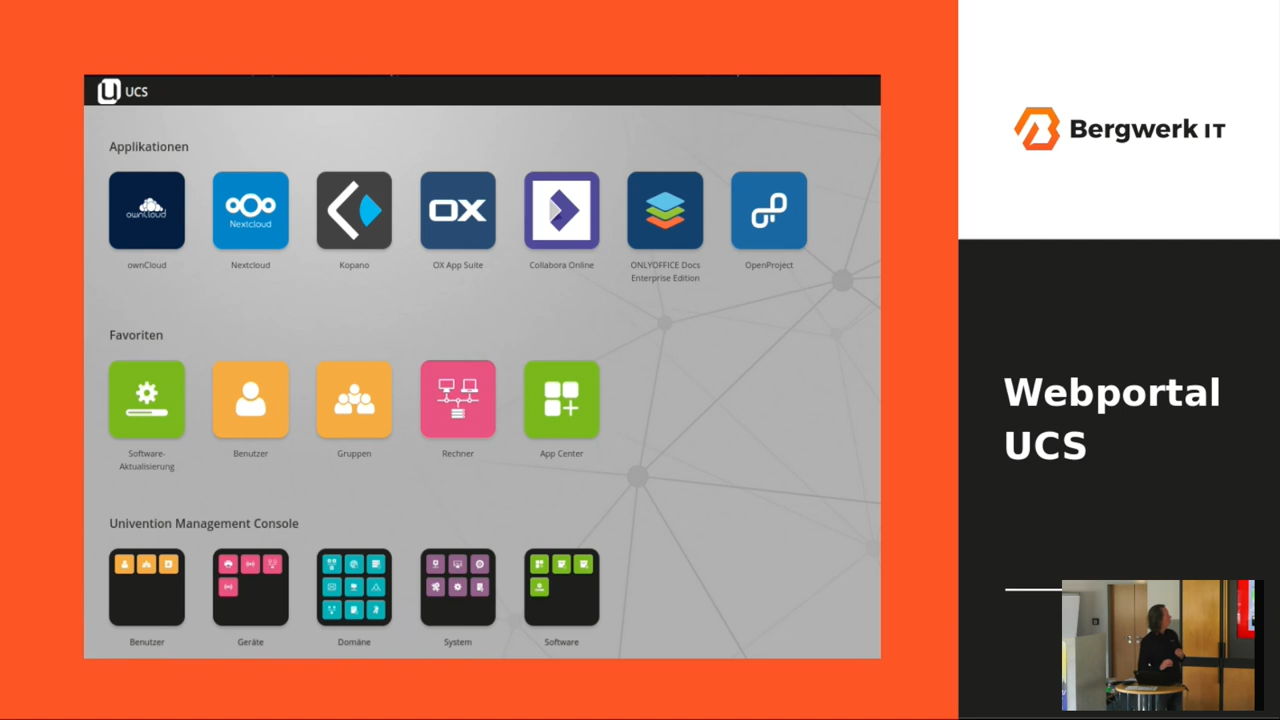 UCS
Applikationen
ownCloud
Nextcloud
OX
ownCloud
Nextcloud
Kopano
OX App Suite
Collabora Online
ONLYOFFICE Docs
Enterprise Edition
OpenProject
Favoriten
Software-
Aktualisierung
Benutzer
Gruppen
Rechner
App Center
Univention Management Console
Benutzer
Geräte
Domäne
System
Software
Bergwerk IT
Webportal
UCS